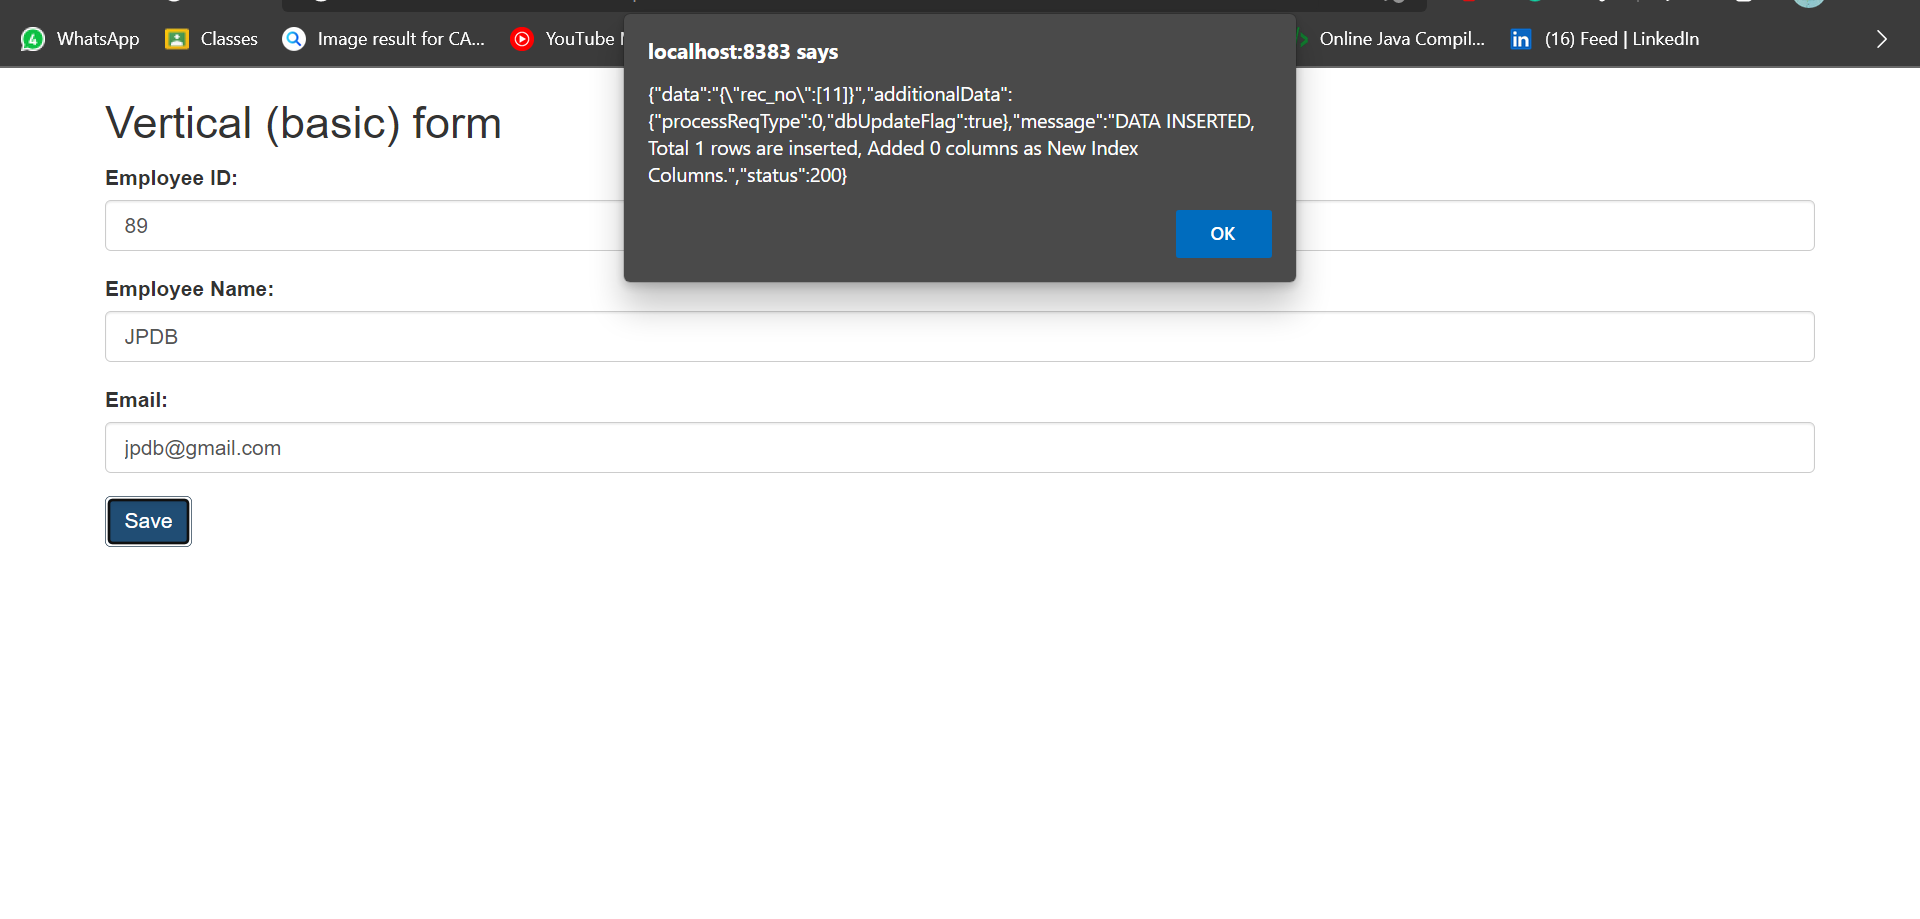 4 WhatsApp Classes Image result for CA... YouTube Online Java Compil... in (16) Feed | LinkedIn
localhost:8383 says
{"data":"{\"rec_no\":[11]}","additionalData":
{"processReqType":0,"dbUpdateFlag":true},"message":"DATA INSERTED,
Total 1 rows are inserted, Added 0 columns as New Index
Columns.","status":200}
OK
Vertical (basic) form
Employee ID:
89
Employee Name:
JPDB
Email:
jpdb@gmail.com
Save